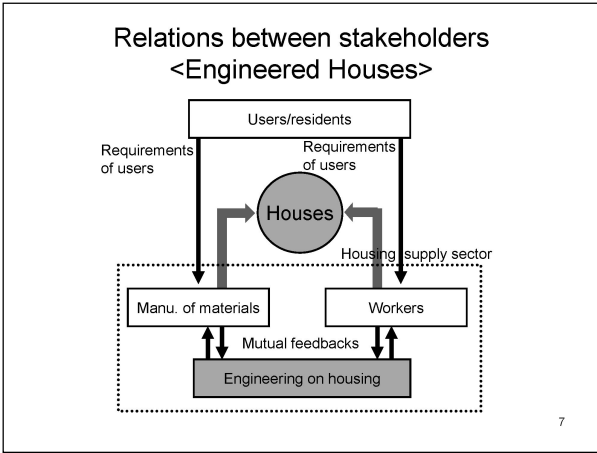 Relations between stakeholders
<Engineered Houses>
Users/residents
Requirements
of users
Requirements
of users
Houses
Housing supply sector
Manu. of materials
Workers
Mutual feedbacks
Engineering on housing
7